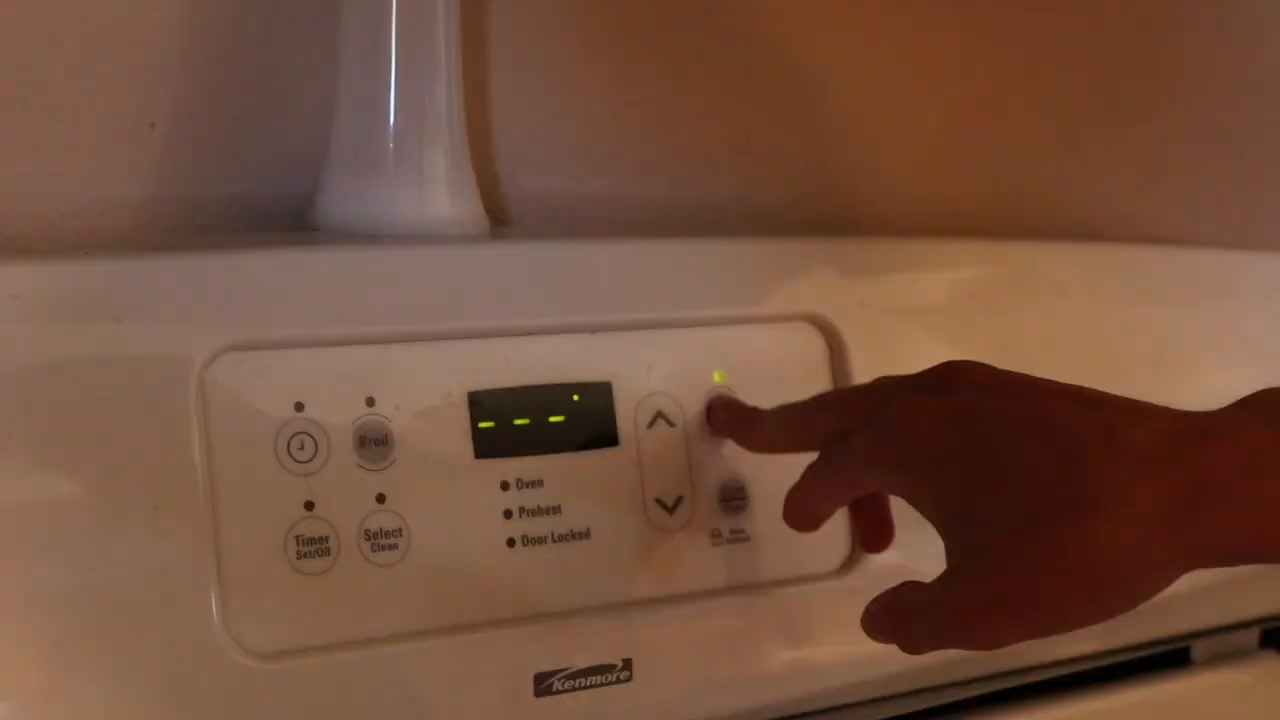 Broil
Timer
Set/Off
Select
Clean
- - -
Oven
Preheat
Door Locked
Kenmore